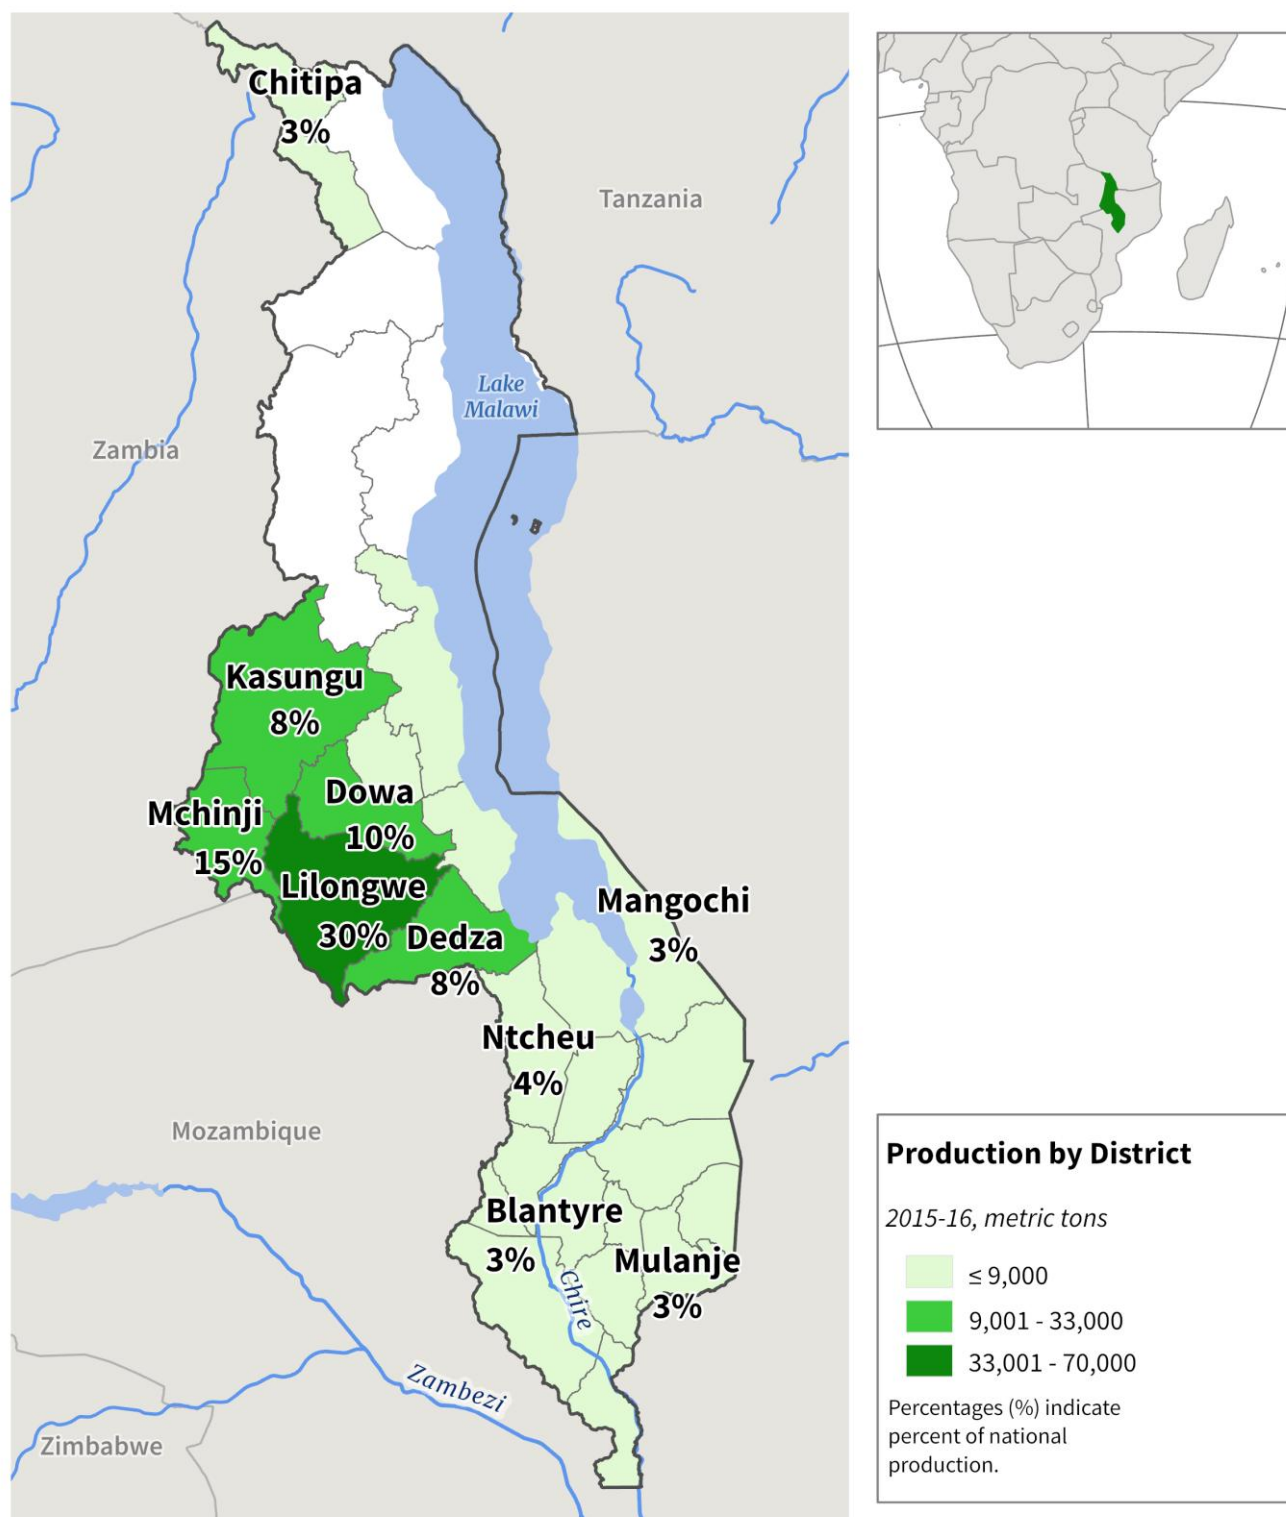 Chitipa
3%
Tanzania
Lake
Malawi
Zambia
Kasungu
8%
Dowa
10%
Mchinji
15%
Lilongwe
30%
Dedza
8%
Mangochi
3%
Ntcheu
4%
Mozambique
Blantyre
3%
Mulanje
3%
Chire
Zambezi
Zimbabwe
Production by District
2015-16, metric tons
≤ 9,000
9,001 - 33,000
33,001 - 70,000
Percentages (%) indicate
percent of national
production.